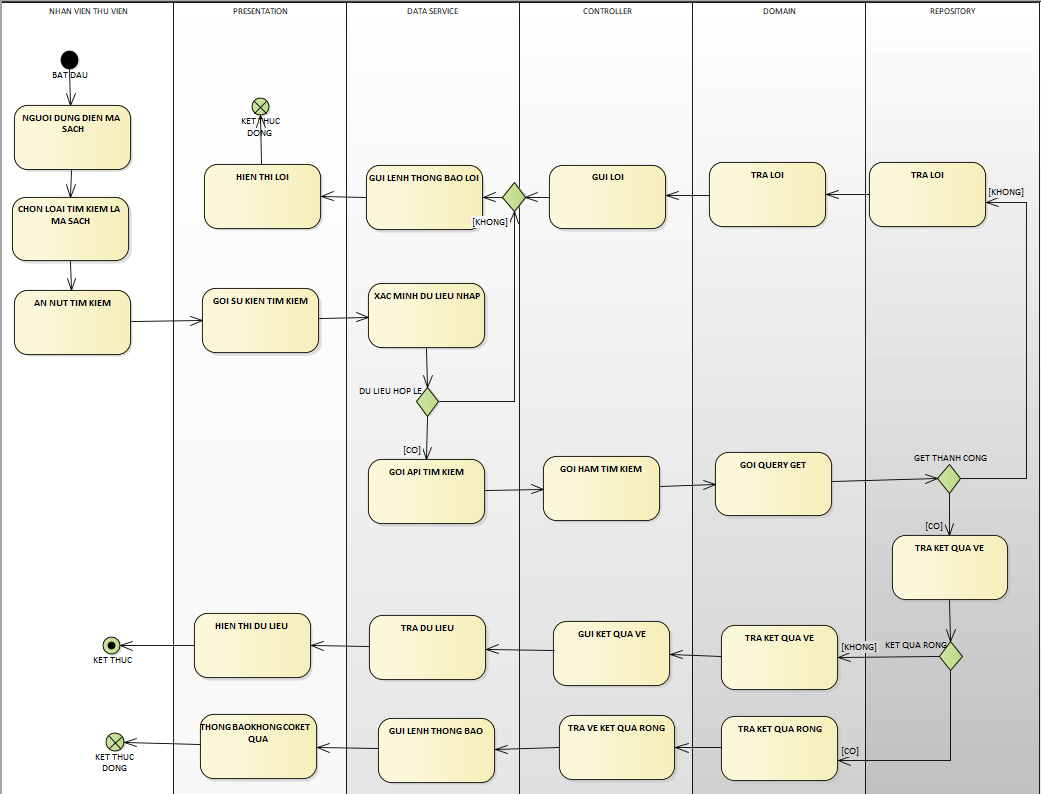 NHAN VIEN THU VIEN
PRESENTATION
DATA SERVICE
CONTROLLER
DOMAIN
REPOSITORY
BAT DAU
NGUOI DUNG DIEN MA
SACH
KET THUC
DONG
HIEN THI LOI
GUI LENH THONG BAO LOI
GUI LOI
TRA LOI
TRA LOI
[KHONG]
[KHONG]
CHON LOAI TIM KIEM LA
MA SACH
AN NUT TIM KIEM
GOI SU KIEN TIM KIEM
XAC MINH DU LIEU NHAP
DU LIEU HOP LE
[CO]
GOI API TIM KIEM
GOI HAM TIM KIEM
GOI QUERY GET
GET THANH CONG
[CO]
TRA KET QUA VE
HIEN THI DU LIEU
TRA DU LIEU
GUI KET QUA VE
TRA KET QUA VE
[KHONG]
KET QUA RONG
KET THUC
THONG BAOKHONG COKET
QUA
GUI LENH THONG BAO
TRA VE KET QUA RONG
TRA KET QUA RONG
[CO]
KET THUC
DONG